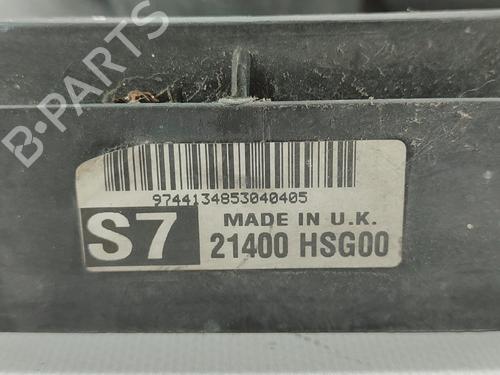 B-PARTS
9744134853040405
S7
MADE IN U.K.
21400 HSG00